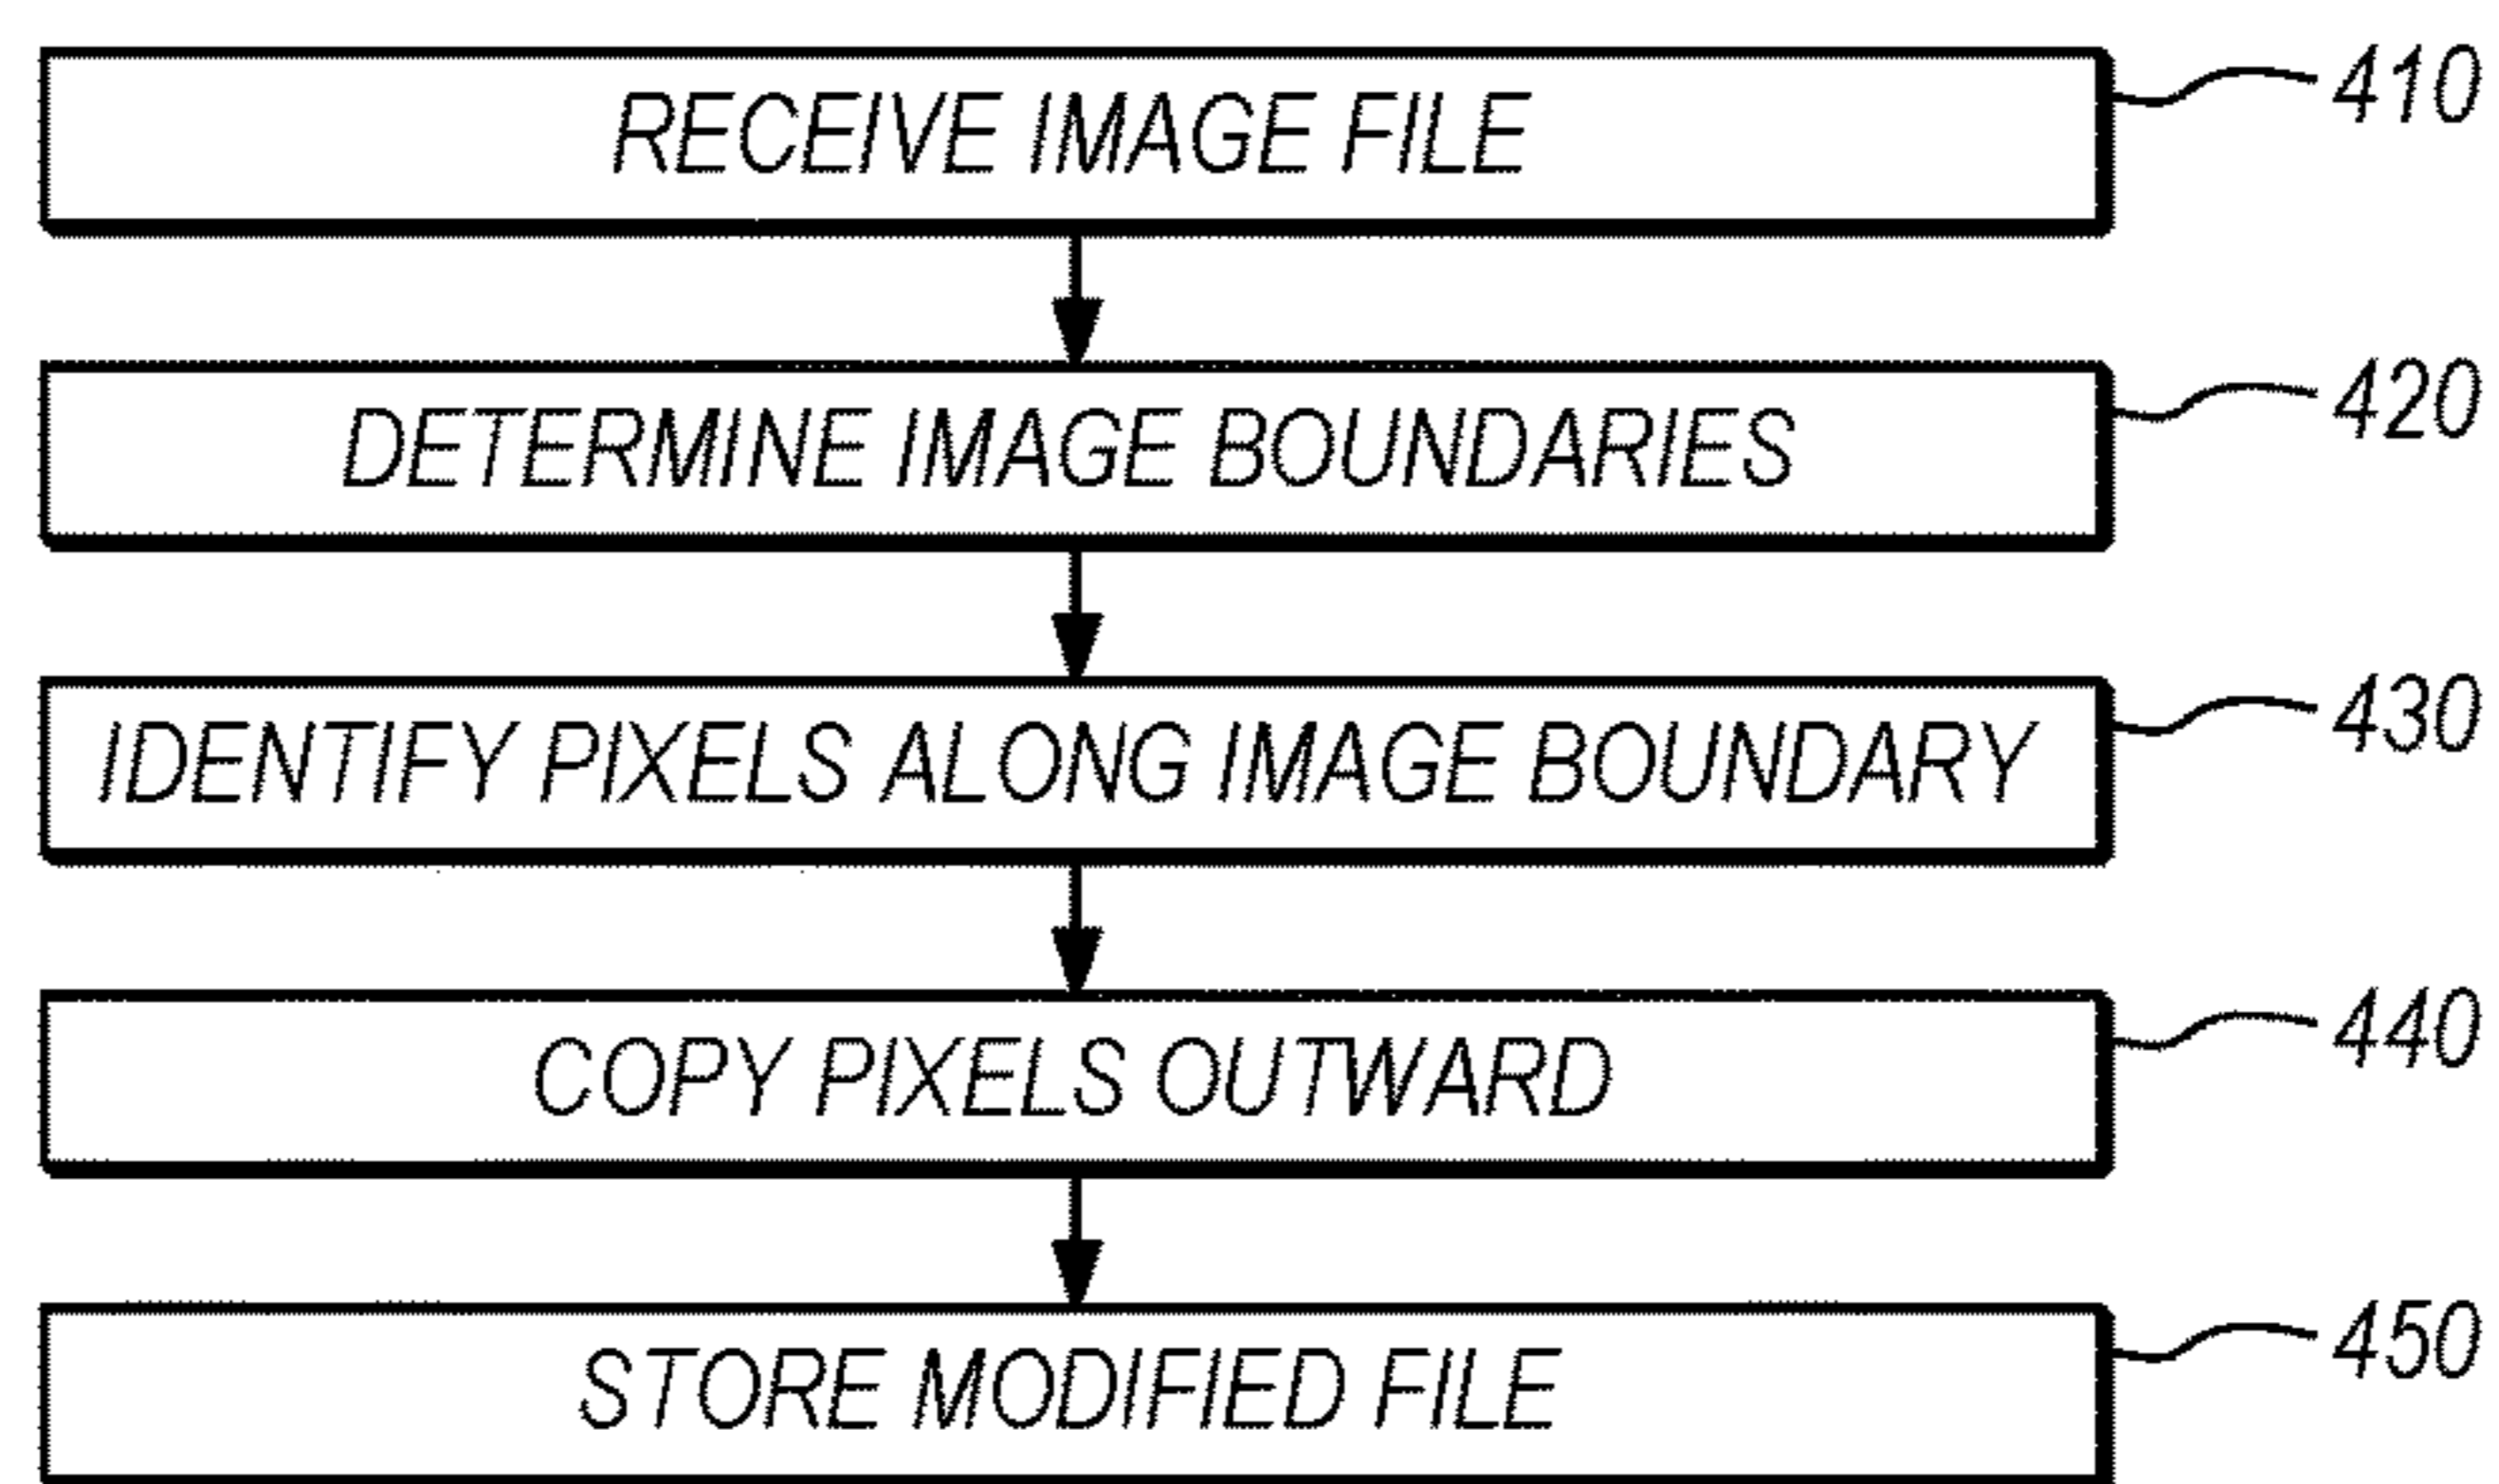 RECEIVE IMAGE FILE 410
DETERMINE IMAGE BOUNDARIES 420
IDENTIFY PIXELS ALONG IMAGE BOUNDARY 430
COPY PIXELS OUTWARD 440
STORE MODIFIED FILE 450